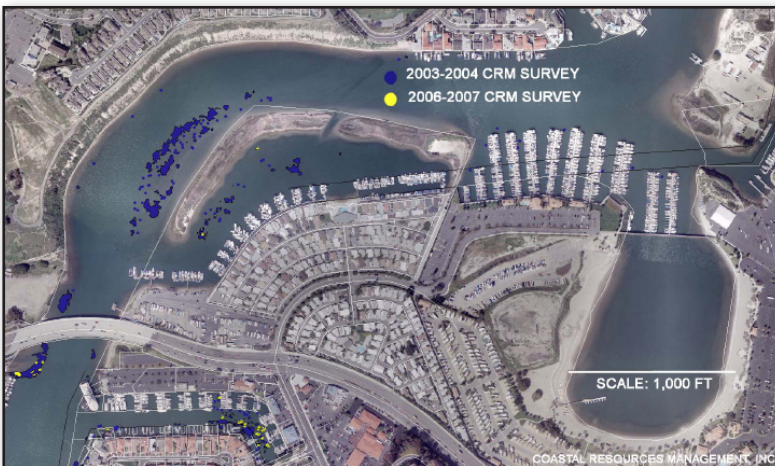 2003-2004 CRM SURVEY
2006-2007 CRM SURVEY
SCALE: 1,000 FT
COASTAL RESOURCES MANAGEMENT, INC